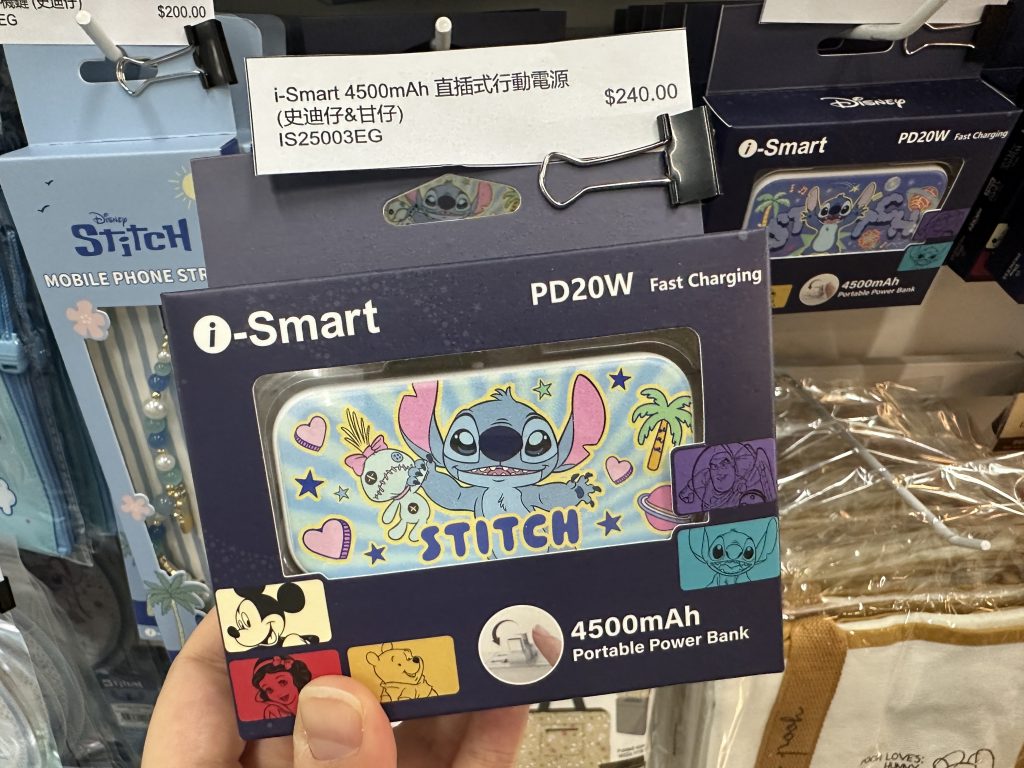 $200.00
i-Smart 4500mAh 直插式行動電源
(史迪仔&甘仔)
IS25003EG
$240.00
Disney
STITCH
MOBILE PHONE STR
i-Smart
PD20W Fast Charging
STITCH
4500mAh
Portable Power Bank
Disney
i-Smart
PD20W Fast Charging
4500mAh
Portable Power Bank